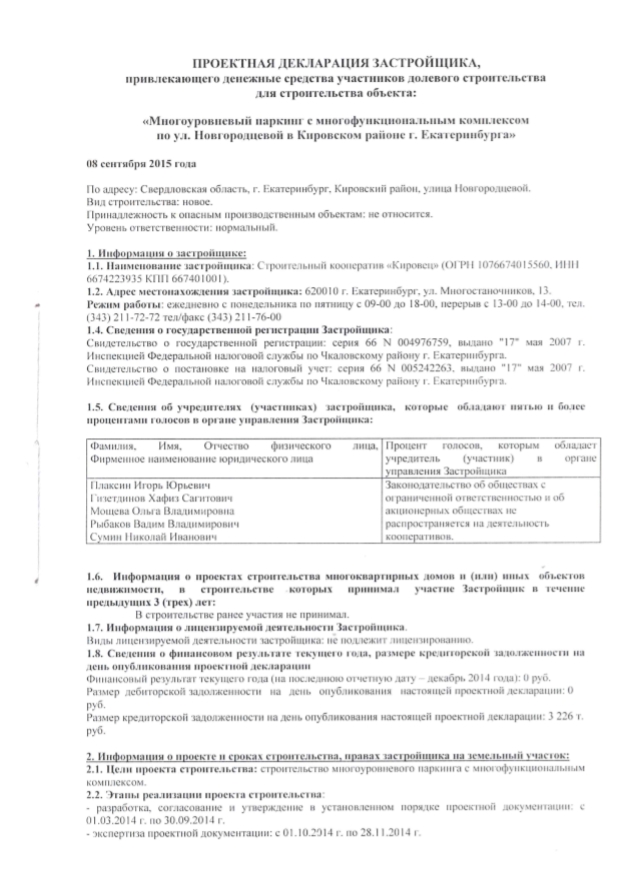 ПРОЕКТНАЯ ДЕКЛАРАЦИЯ ЗАСТРОЙЩИКА,
привлекающего денежные средства участников долевого строительства
для строительства объекта:
«Многоуровневый паркинг с многофункциональным комплексом
по ул. Новгородцевой в Кировском районе г. Екатеринбурга»
08 сентября 2015 года
По адресу: Свердловская область, г. Екатеринбург, Кировский район, улица Новгородцевой.
Вид строительства: новое.
Принадлежность к опасным производственным объектам: не относится.
Уровень ответственности: нормальный.
1. Информация о застройщике:
1.1. Наименование застройщика: Строительный кооператив «Кировец» (ОГРН 1076674015560, ИНН
6674223935 КПП 667401001).
1.2. Адрес местонахождения застройщика: 620010 г. Екатеринбург, ул. Многостаночников, 13.
Режим работы: ежедневно с понедельника по пятницу с 09-00 до 18-00, перерыв с 13-00 до 14-00, тел.
(343) 211-72-72 тел/факс (343) 211-76-00
1.4. Сведения о государственной регистрации Застройщика:
Свидетельство о государственной регистрации: серия 66 N 004976759, выдано "17" мая 2007 г.
Инспекцией Федеральной налоговой службы по Чкаловскому району г. Екатеринбурга.
Свидетельство о постановке на налоговый учет: серия 66 N 005242263, выдано "17" мая 2007 г.
Инспекцией Федеральной налоговой службы по Чкаловскому району г. Екатеринбурга.
1.5. Сведения об учредителях (участниках) застройщика, которые обладают пятью и более
процентами голосов в органе управления Застройщика:
Фамилия, Имя, Отчество физического лица,
Фирменное наименование юридического лица
Процент голосов, которым обладает
учредитель (участник) в органе
управления Застройщика
Плаксин Игорь Юрьевич
Гизетдинов Хафиз Сагитович
Мощева Ольга Владимировна
Рыбаков Вадим Владимирович
Сумин Николай Иванович
Законодательство об обществах с
ограниченной ответственностью и об
акционерных обществах не
распространяется на деятельность
кооперативов.
1.6. Информация о проектах строительства многоквартирных домов и (или) иных объектов
недвижимости, в строительстве которых принимал участие Застройщик в течение
предыдущих 3 (трех) лет:
В строительстве ранее участия не принимал.
1.7. Информация о лицензируемой деятельности Застройщика.
Виды лицензируемой деятельности застройщика: не подлежит лицензированию.
1.8. Сведения о финансовом результате текущего года, размере кредиторской задолженности на
день опубликования проектной декларации
Финансовый результат текущего года (на последнюю отчетную дату – декабрь 2014 года): 0 руб.
Размер дебиторской задолженности на день опубликования настоящей проектной декларации: 0
руб.
Размер кредиторской задолженности на день опубликования настоящей проектной декларации: 3 226 т.
руб.
2. Информация о проекте и сроках строительства, правах застройщика на земельный участок:
2.1. Цели проекта строительства: строительство многоуровневого паркинга с многофункциональным
комплексом.
2.2. Этапы реализации проекта строительства:
- разработка, согласование и утверждение в установленном порядке проектной документации: с
01.03.2014 г. по 30.09.2014 г.
- экспертиза проектной документации: с 01.10.2014 г. по 28.11.2014 г.